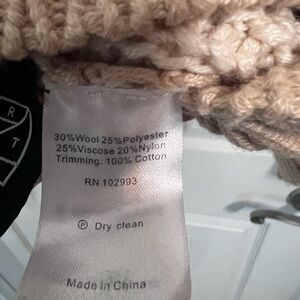 R
T
30%Wool 25%Polyester
25%Viscose 20%Nylon
Trimming: 100% Cotton
RN 102993
Ⓟ Dry clean
Made in China